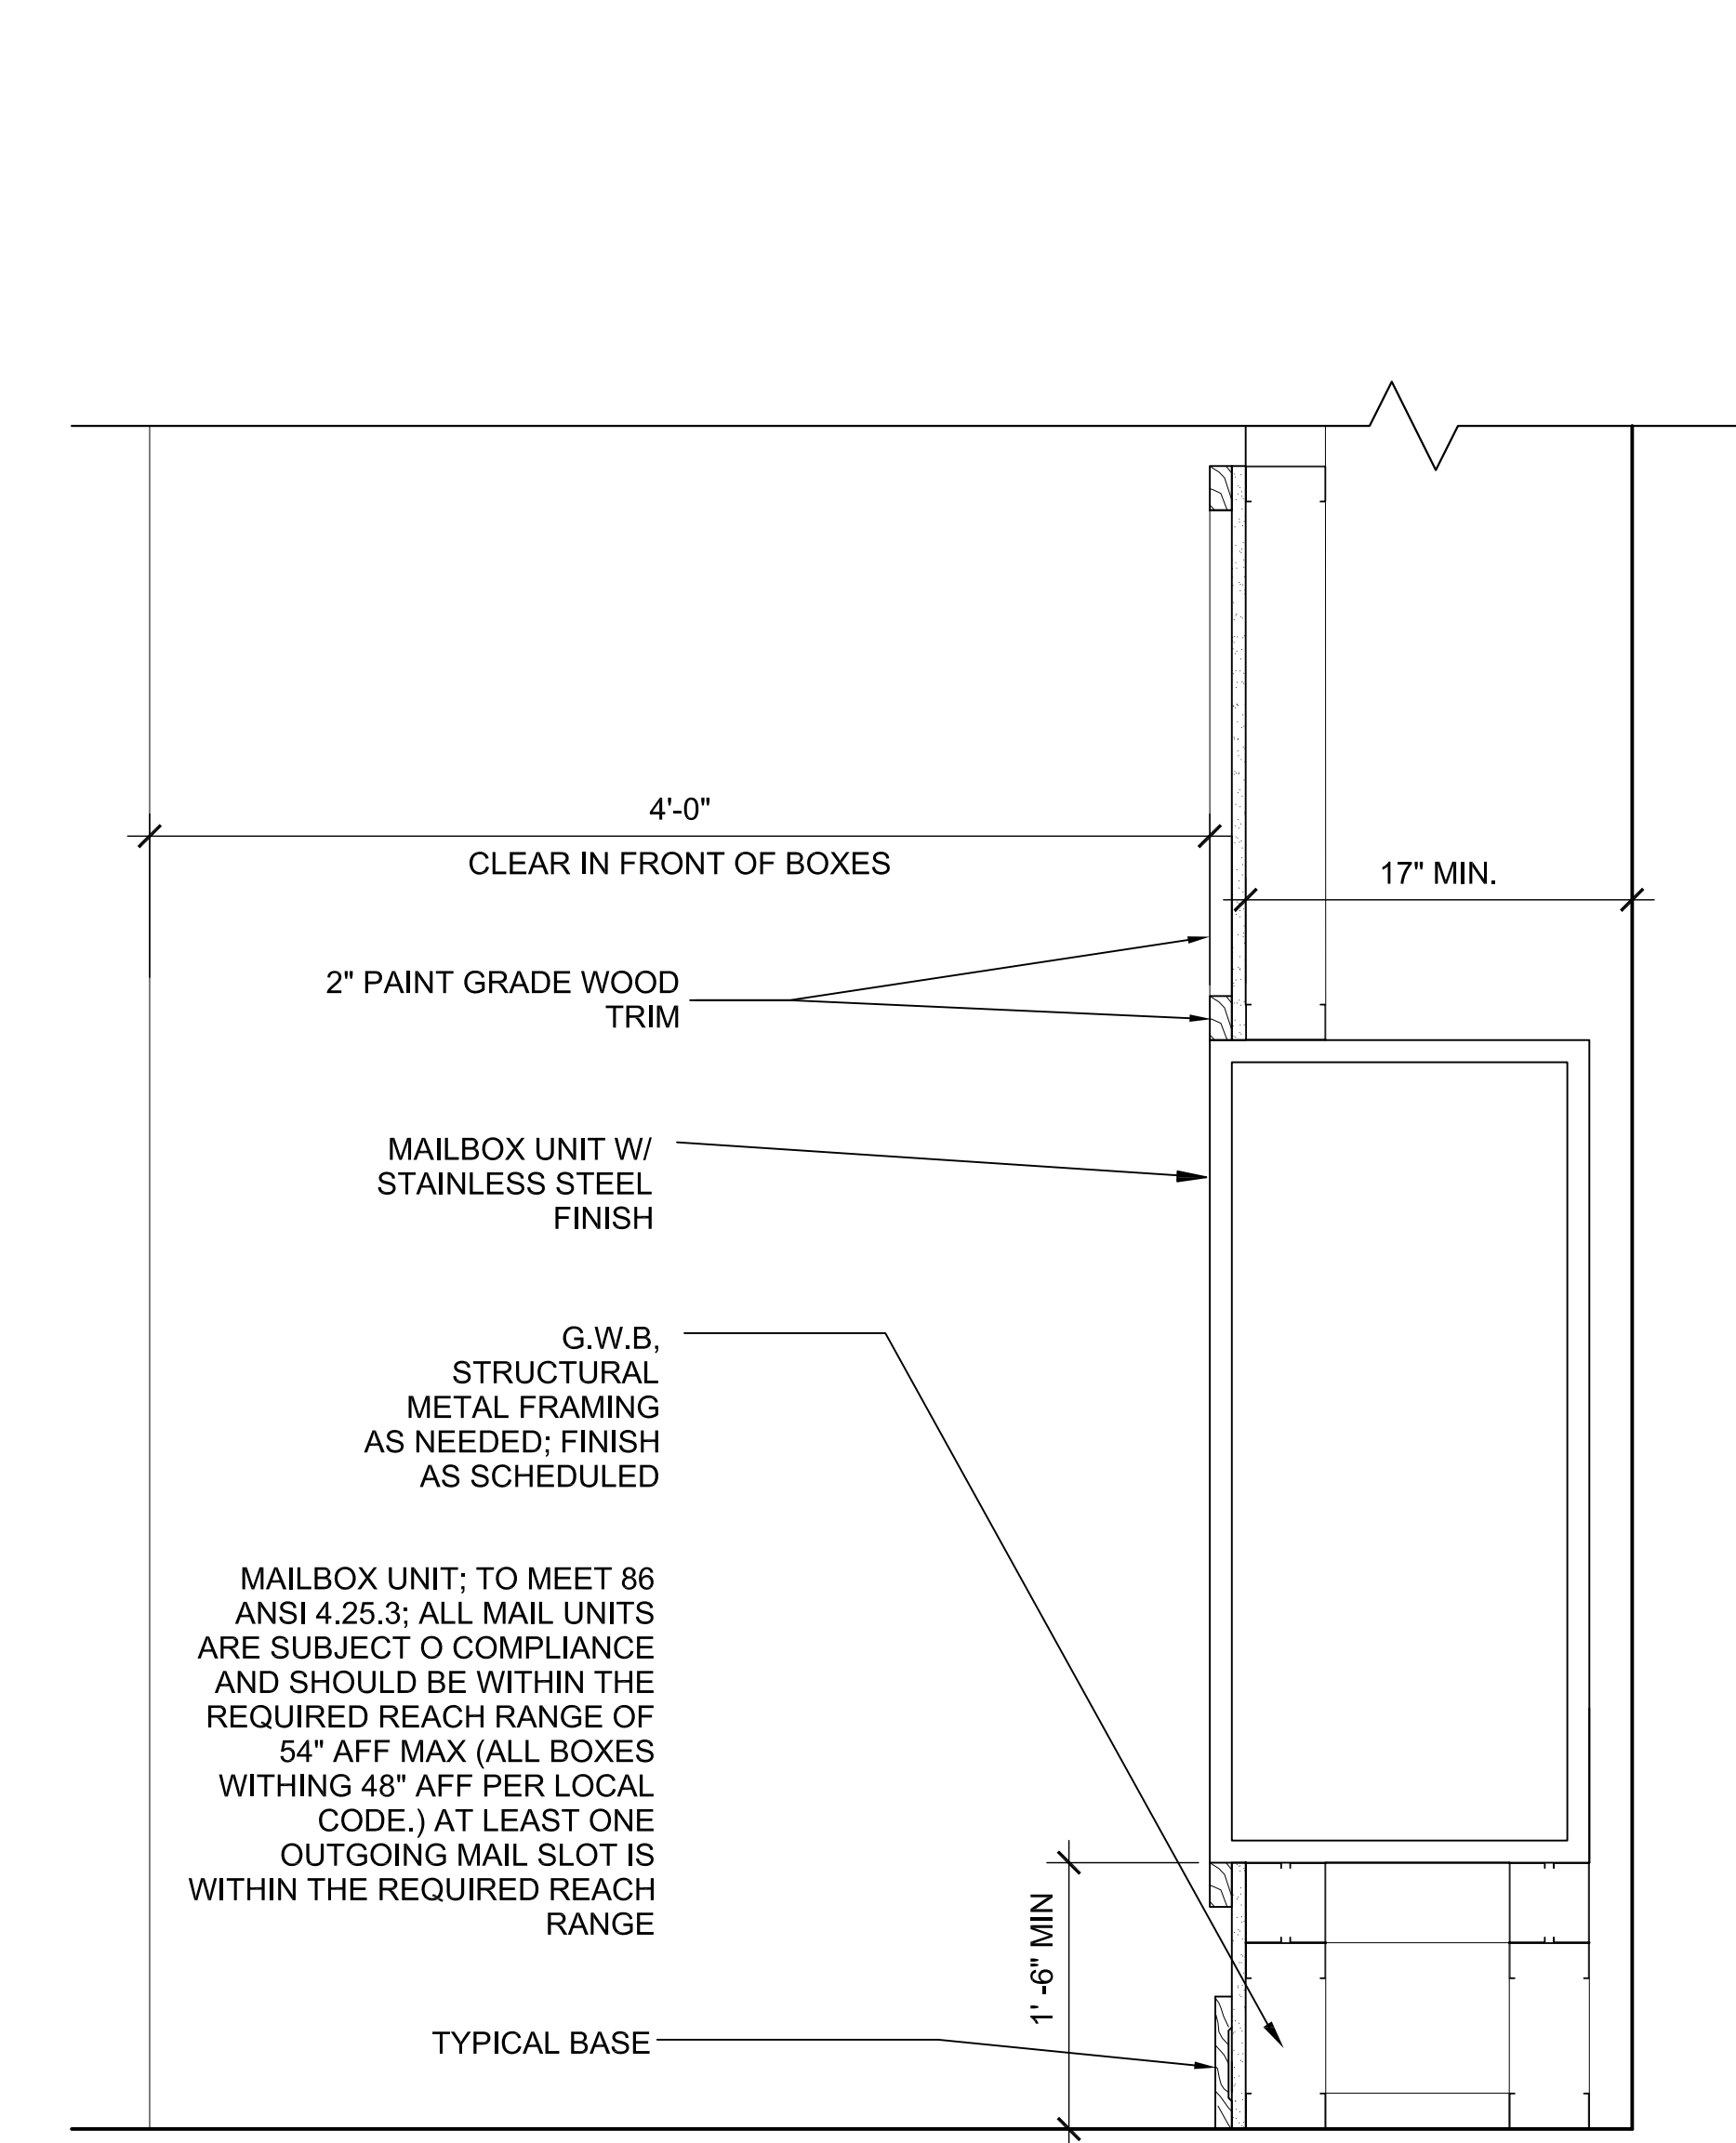 4'-0"
CLEAR IN FRONT OF BOXES
17" MIN.
2" PAINT GRADE WOOD
TRIM
MAILBOX UNIT W/
STAINLESS STEEL
FINISH
G.W.B,
STRUCTURAL
METAL FRAMING
AS NEEDED; FINISH
AS SCHEDULED
MAILBOX UNIT; TO MEET 86
ANSI 4.25.3; ALL MAIL UNITS
ARE SUBJECT O COMPLIANCE
AND SHOULD BE WITHIN THE
REQUIRED REACH RANGE OF
54" AFF MAX (ALL BOXES
WITHING 48" AFF PER LOCAL
CODE.) AT LEAST ONE
OUTGOING MAIL SLOT IS
WITHIN THE REQUIRED REACH
RANGE
1' -6" MIN
TYPICAL BASE